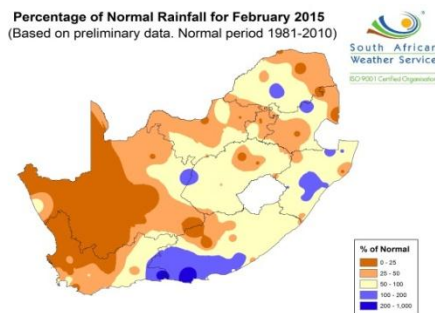 Percentage of Normal Rainfall for February 2015
(Based on preliminary data. Normal period 1981-2010)
South African
Weather Service
ISO 9001 Certified Organisation
% of Normal
0 - 25
25 - 50
50 - 100
100 - 200
200 - 1,000